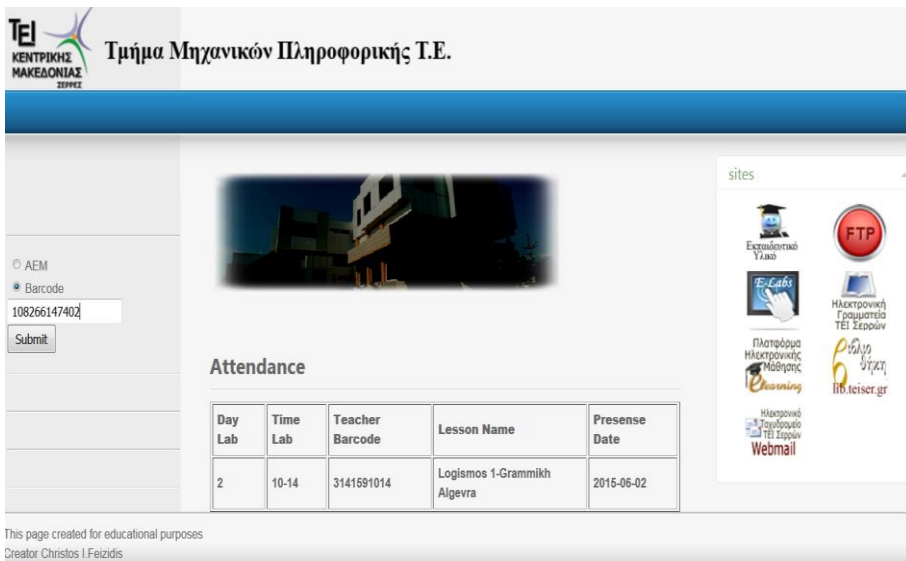 ΤΕΙ
ΚΕΝΤΡΙΚΗΣ
ΜΑΚΕΔΟΝΙΑΣ
ΣΕΡΡΕΣ
Τμήμα Μηχανικών Πληροφορικής Τ.Ε.
AEM
Barcode
108266147402
Submit
Attendance
Day Lab | Time Lab | Teacher Barcode | Lesson Name | Presense Date
2 | 10-14 | 3141591014 | Logismos 1-Grammikh Algevra | 2015-06-02
sites
Εκπαιδευτικό
Υλικό
FTP
E-Labs
Ηλεκτρονική
Γραμματεία
ΤΕΙ Σερρών
Πλατφόρμα
Ηλεκτρονικής
Μάθησης
elearning
βιβλιο
θήκη
lib.teiser.gr
Ηλεκτρονικό
Ταχυδρομείο
ΤΕΙ Σερρών
Webmail
This page created for educational purposes
Creator Christos I.Feizidis